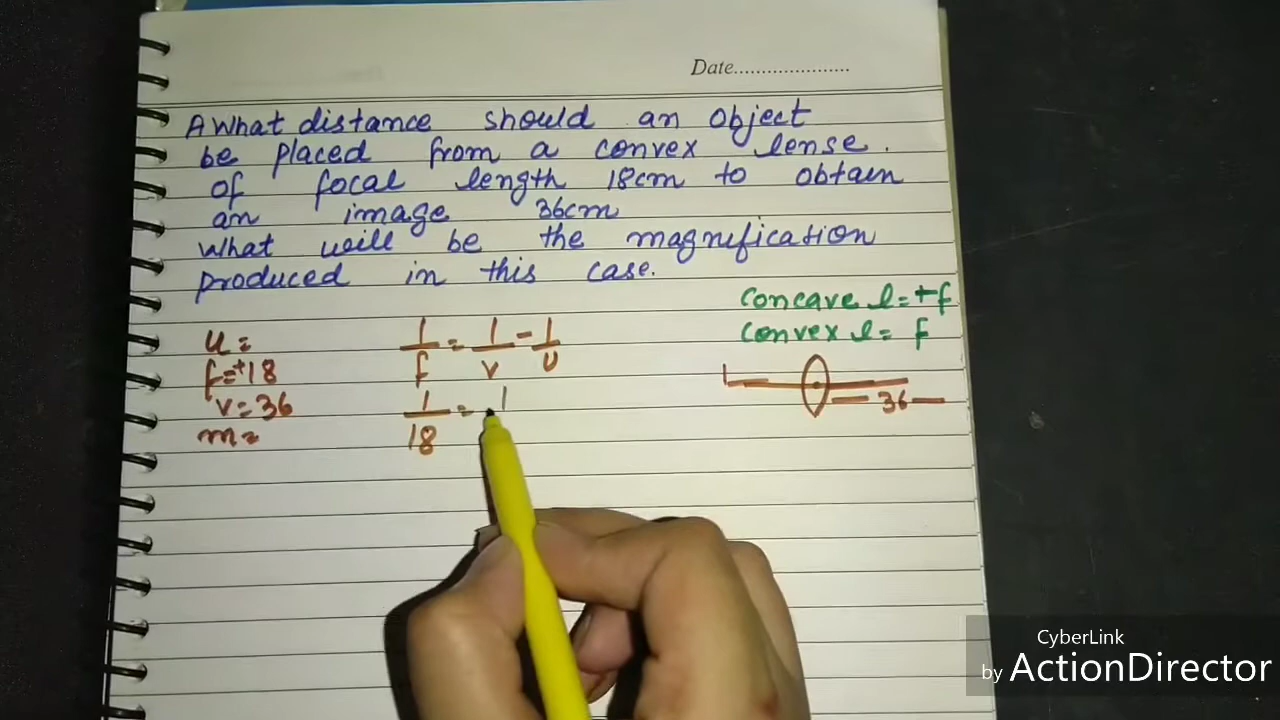 Date.....................
A What distance should an object
be placed from a convex lense.
of focal length 18cm to obtain
an image 36cm
What will be the magnification
produced in this case.
Concave l = +f
Convex l = f
u =
f = +18
v = 36
m =
1/f = 1/v - 1/u
1/18 = 1
36
CyberLink
by ActionDirector